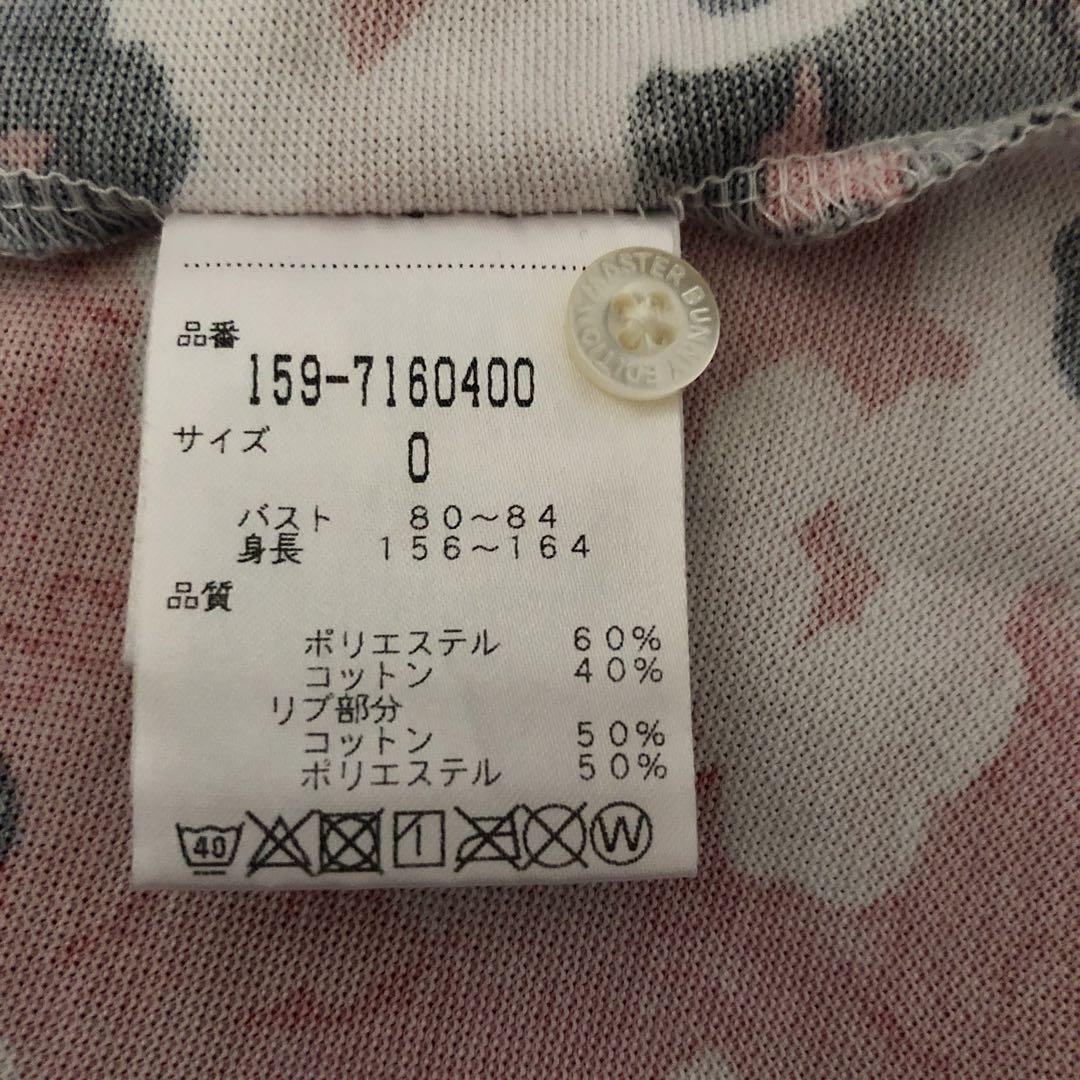 品番
159-7160400
サイズ
0
バスト 80～84
身長 156～164
品質
ポリエステル 60%
コットン 40%
リブ部分
コットン 50%
ポリエステル 50%
40
W
MASTER BUNNY EDITION